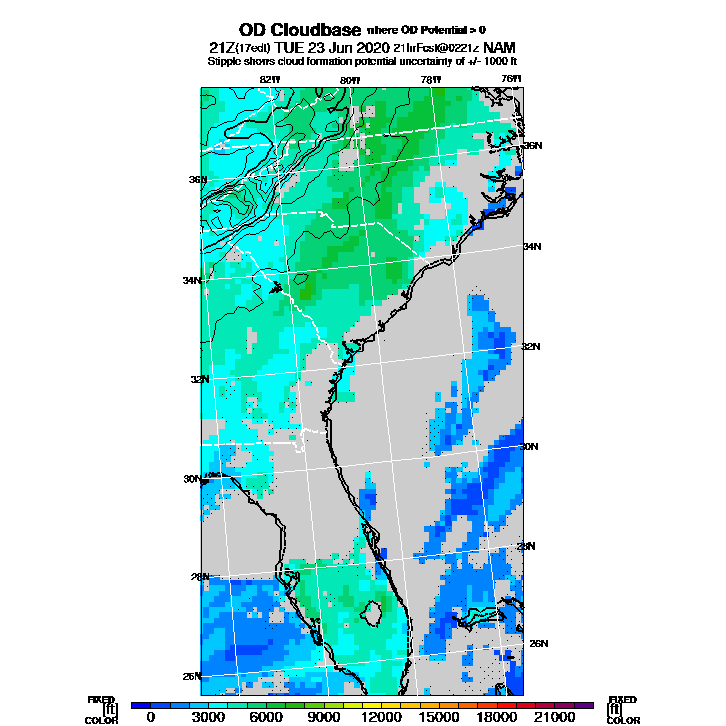 OD Cloudbase where OD Potential > 0
21Z(17edt) TUE 23 Jun 2020 21hrFcst@0221z NAM
Stipple shows cloud formation potential uncertainty of +/- 1000 ft
82W 80W 78W 76W
36N 36N
34N 34N
32N 32N
30N 30N
28N 28N
26N 26N
FIXED FIXED
[ft] [ft]
COLOR COLOR
0 3000 6000 9000 12000 15000 18000 21000